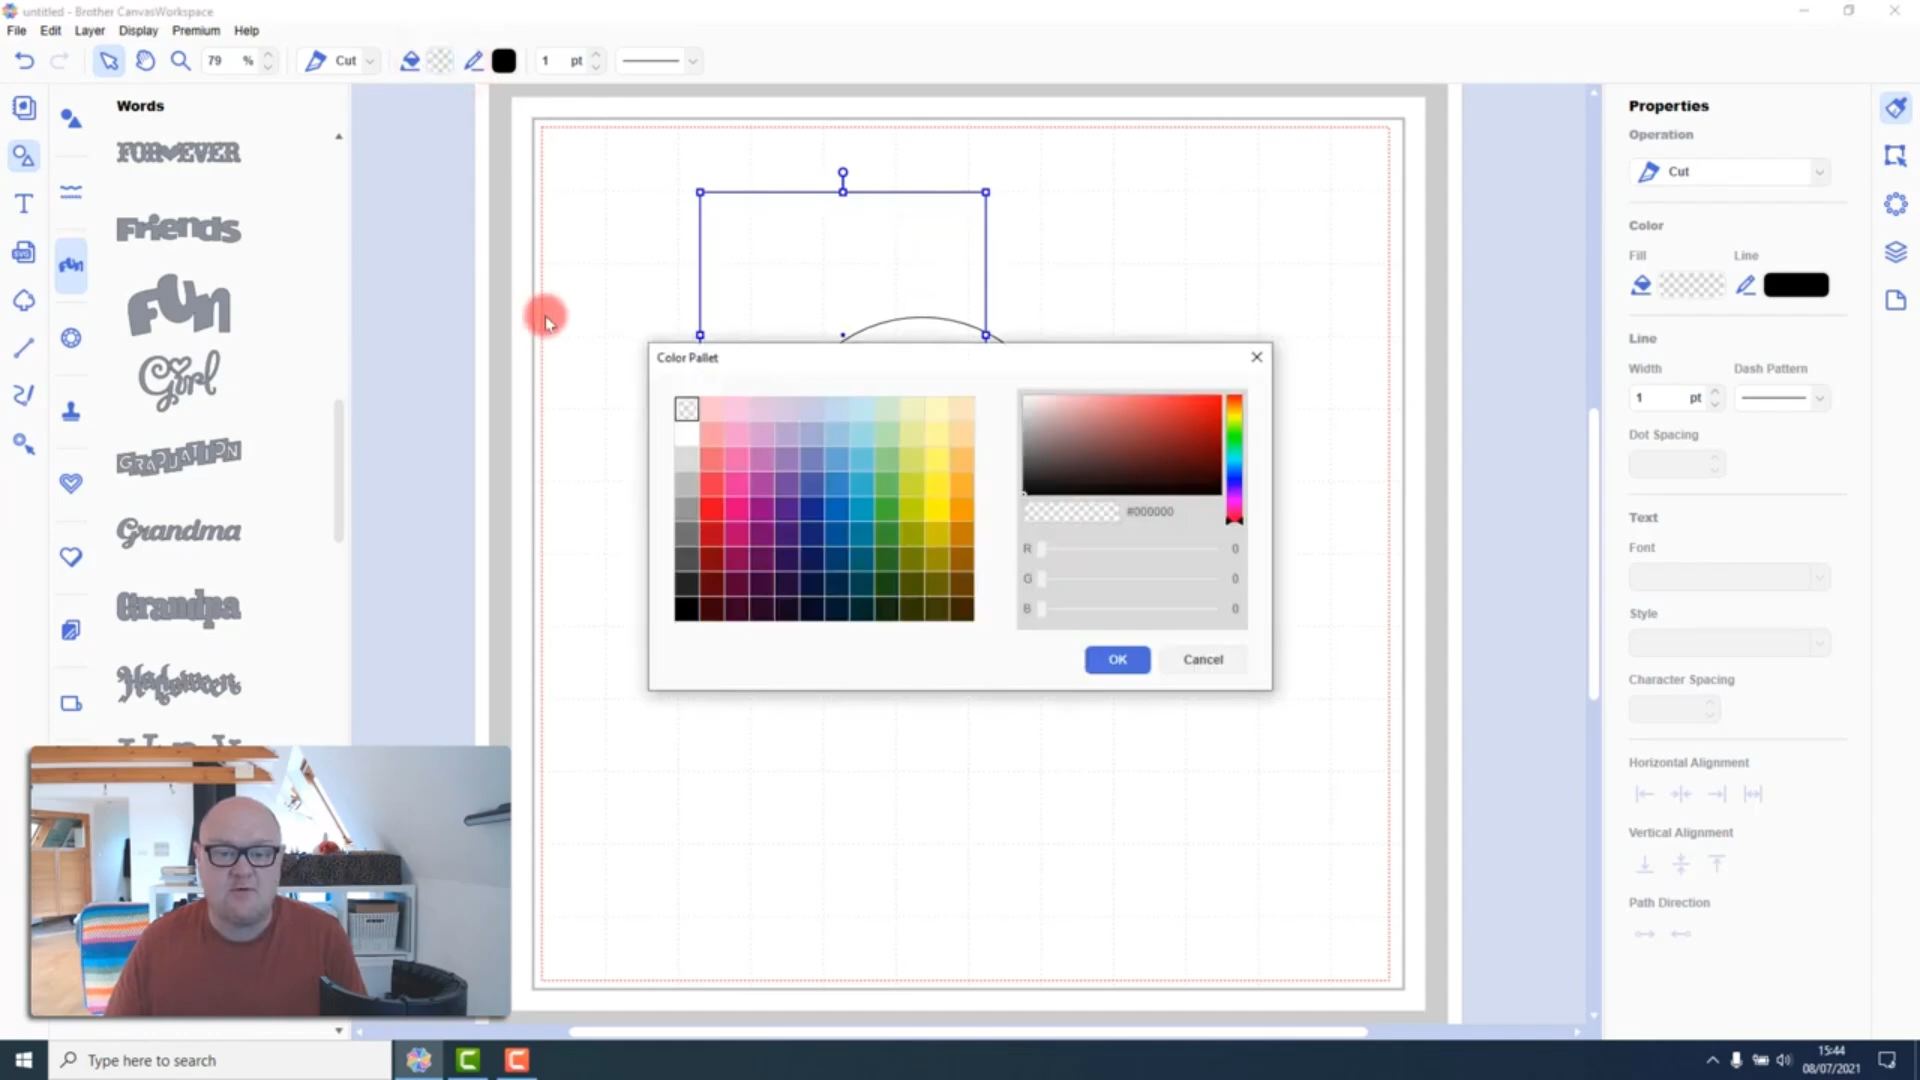 untitled - Brother CanvasWorkspace
File Edit Layer Display Premium Help
79 % Cut 1 pt
Words
FOREVER
Friends
Fun
Girl
GRADUATION
Grandma
Grandpa
Halloween
SVG
Fun
Color Pallet
#000000
R 0
G 0
B 0
OK Cancel
Properties
Operation
Cut
Color
Fill Line
Line
Width Dash Pattern
1 pt
Dot Spacing
Text
Font
Style
Character Spacing
Horizontal Alignment
Vertical Alignment
Path Direction
Type here to search
15:44
08/07/2021